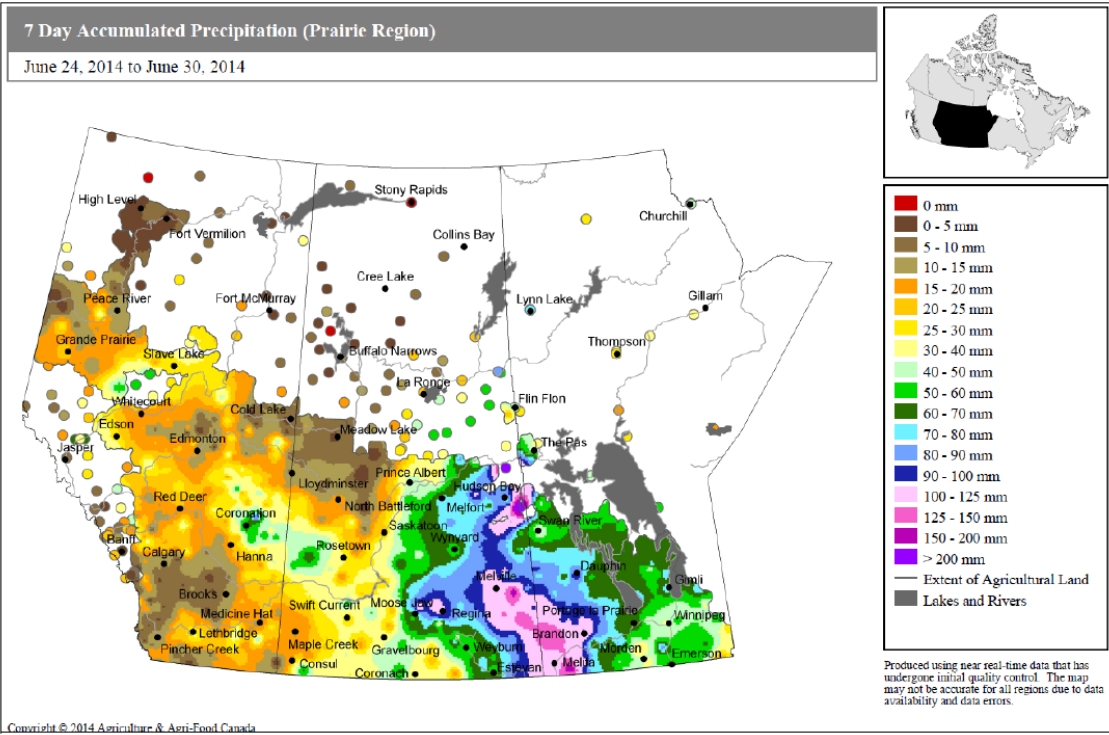 7 Day Accumulated Precipitation (Prairie Region)
June 24, 2014 to June 30, 2014
High Level
Fort Vermilion
Stony Rapids
Collins Bay
Churchill
Peace River
Fort McMurray
Cree Lake
Lynn Lake
Gillam
Grande Prairie
Slave Lake
Buffalo Narrows
Thompson
La Ronge
Flin Flon
Whitecourt
Cold Lake
Edson
Edmonton
Meadow Lake
The Pas
Jasper
Lloydminster
Prince Albert
Hudson Bay
Red Deer
North Battleford
Melfort
Coronation
Saskatoon
Swan River
Banff
Calgary
Hanna
Rosetown
Wynyard
Dauphin
Brooks
Melville
Gimli
Medicine Hat
Swift Current
Moose Jaw
Regina
Portage la Prairie
Winnipeg
Lethbridge
Pincher Creek
Maple Creek
Gravelbourg
Weyburn
Brandon
Morden
Emerson
Consul
Coronach
Estevan
Melita
0 mm
0 - 5 mm
5 - 10 mm
10 - 15 mm
15 - 20 mm
20 - 25 mm
25 - 30 mm
30 - 40 mm
40 - 50 mm
50 - 60 mm
60 - 70 mm
70 - 80 mm
80 - 90 mm
90 - 100 mm
100 - 125 mm
125 - 150 mm
150 - 200 mm
> 200 mm
Extent of Agricultural Land
Lakes and Rivers
Produced using near real-time data that has
undergone initial quality control. The map
may not be accurate for all regions due to data
availability and data errors.
Copyright © 2014 Agriculture & Agri-Food Canada